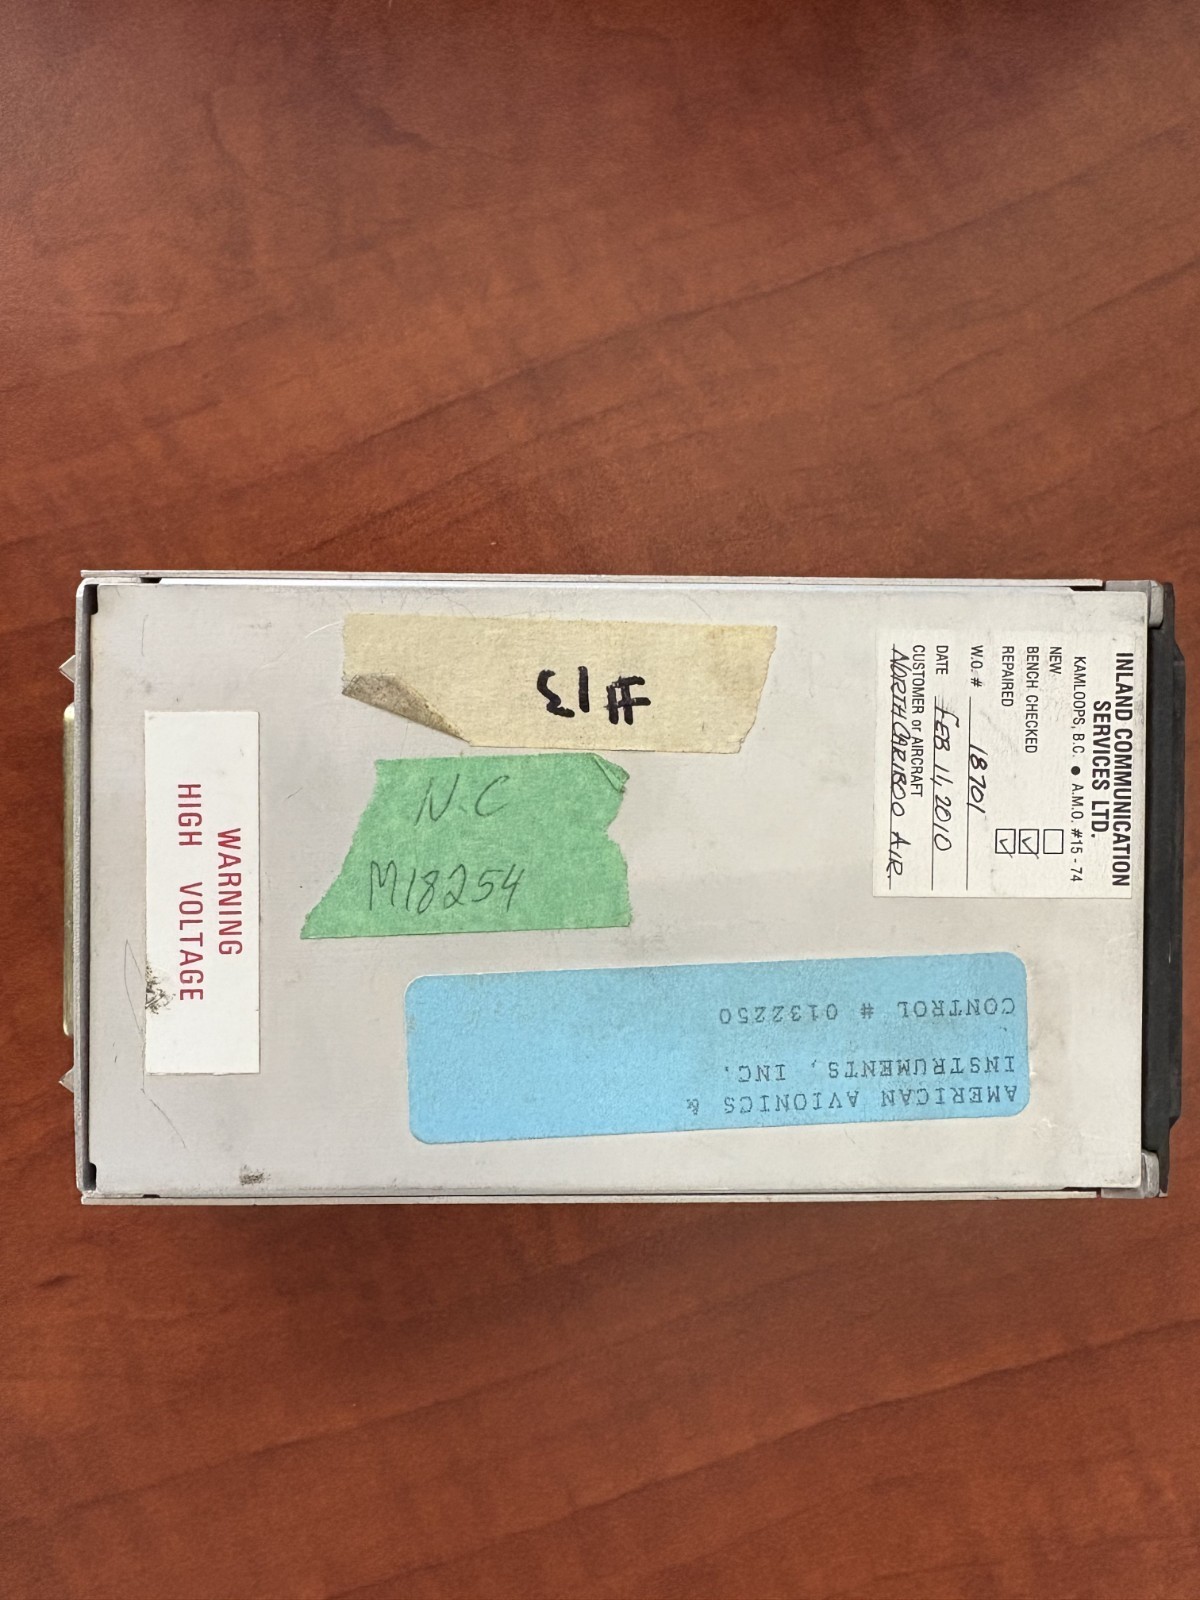 #13
N.C
M18254
INLAND COMMUNICATION
SERVICES LTD.
KAMLOOPS, B.C. ● A.M.O. #15 - 74
NEW
BENCH CHECKED
REPAIRED
W.O. # 18701
DATE FEB 11, 2010
CUSTOMER or AIRCRAFT
NORTH CARIBOO AIR.
WARNING
HIGH VOLTAGE
AMERICAN AVIONICS &
INSTRUMENTS, INC.
CONTROL # 0132250